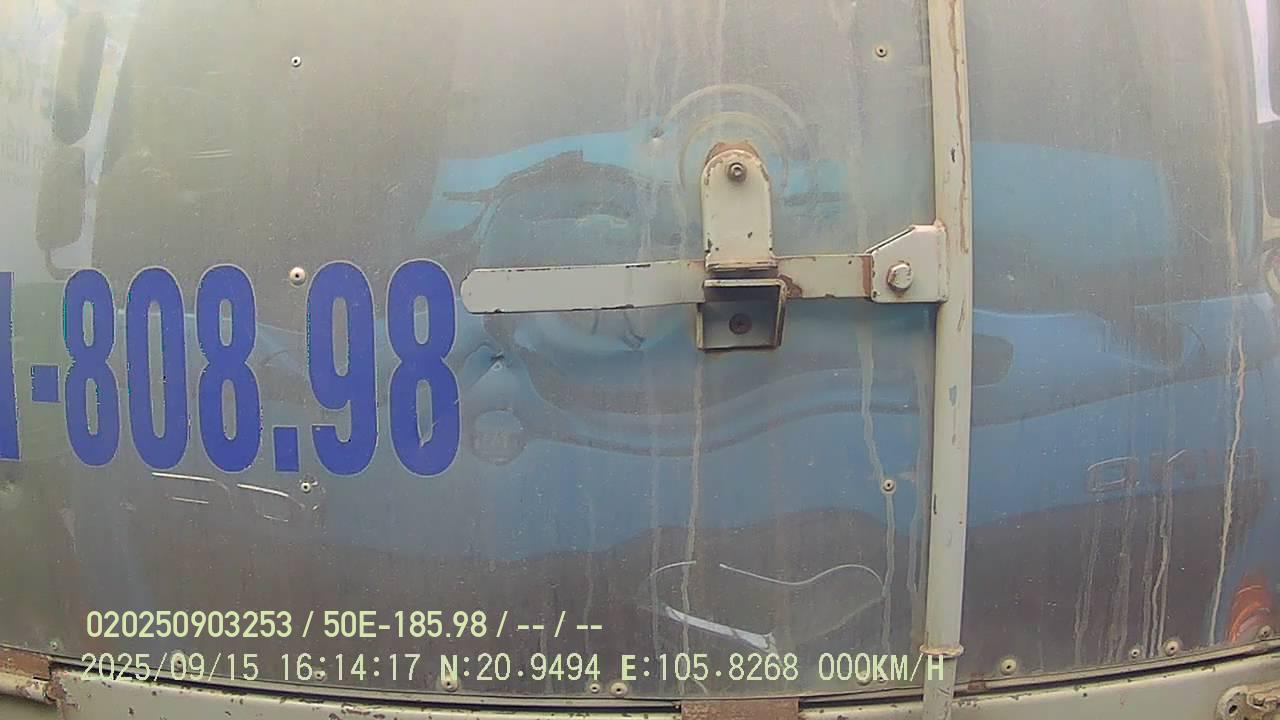 -808.98
020250903253 / 50E-185.98 / -- / --
2025/09/15 16:14:17 N:20.9494 E:105.8268 000KM/H